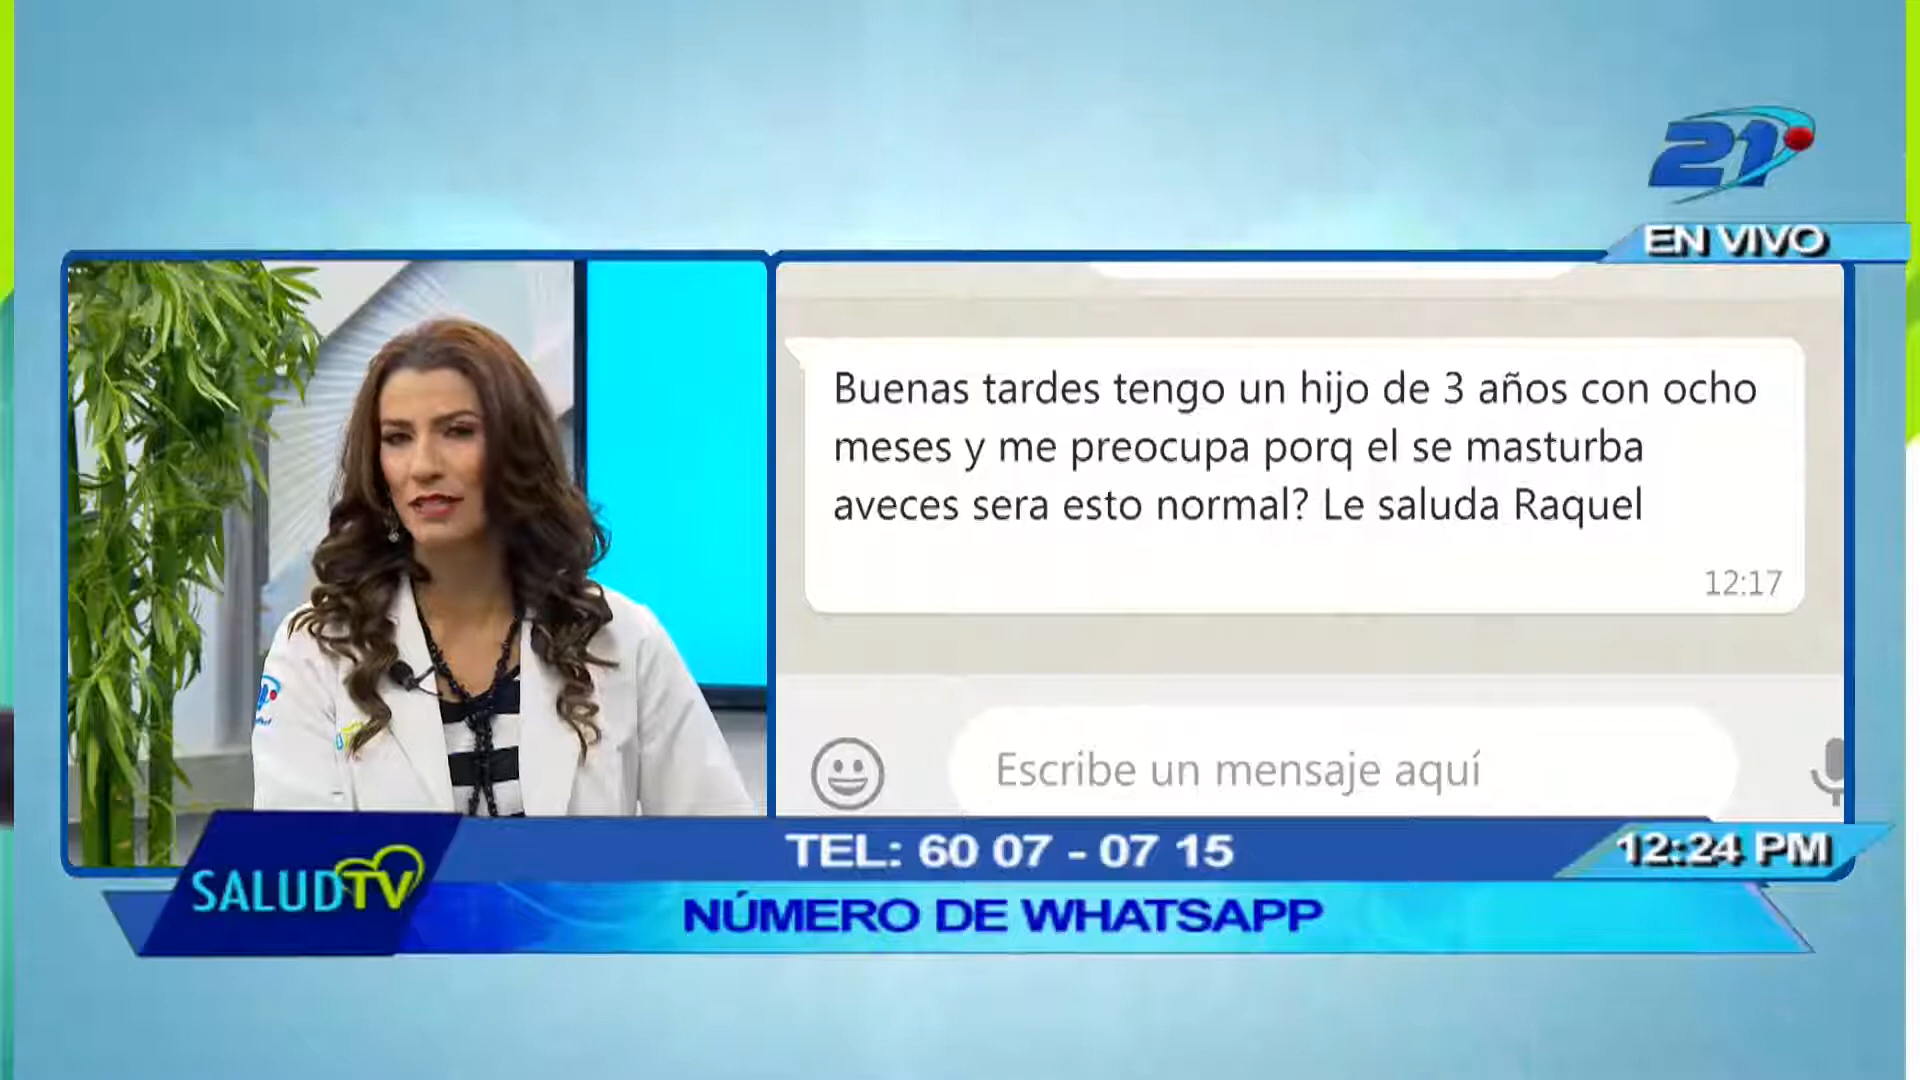 21
EN VIVO
Buenas tardes tengo un hijo de 3 años con ocho
meses y me preocupa porq el se masturba
aveces sera esto normal? Le saluda Raquel
12:17
Escribe un mensaje aquí
TEL: 60 07 - 07 15
12:24 PM
SALUDTV
NÚMERO DE WHATSAPP